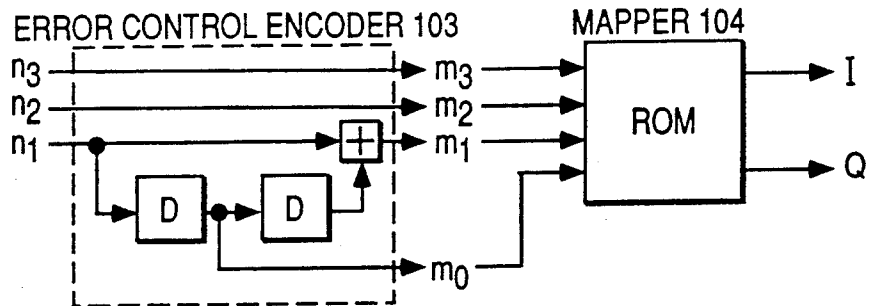 ERROR CONTROL ENCODER 103
MAPPER 104
n3
m3
I
n2
m2
ROM
n1
+
m1
Q
D
D
m0